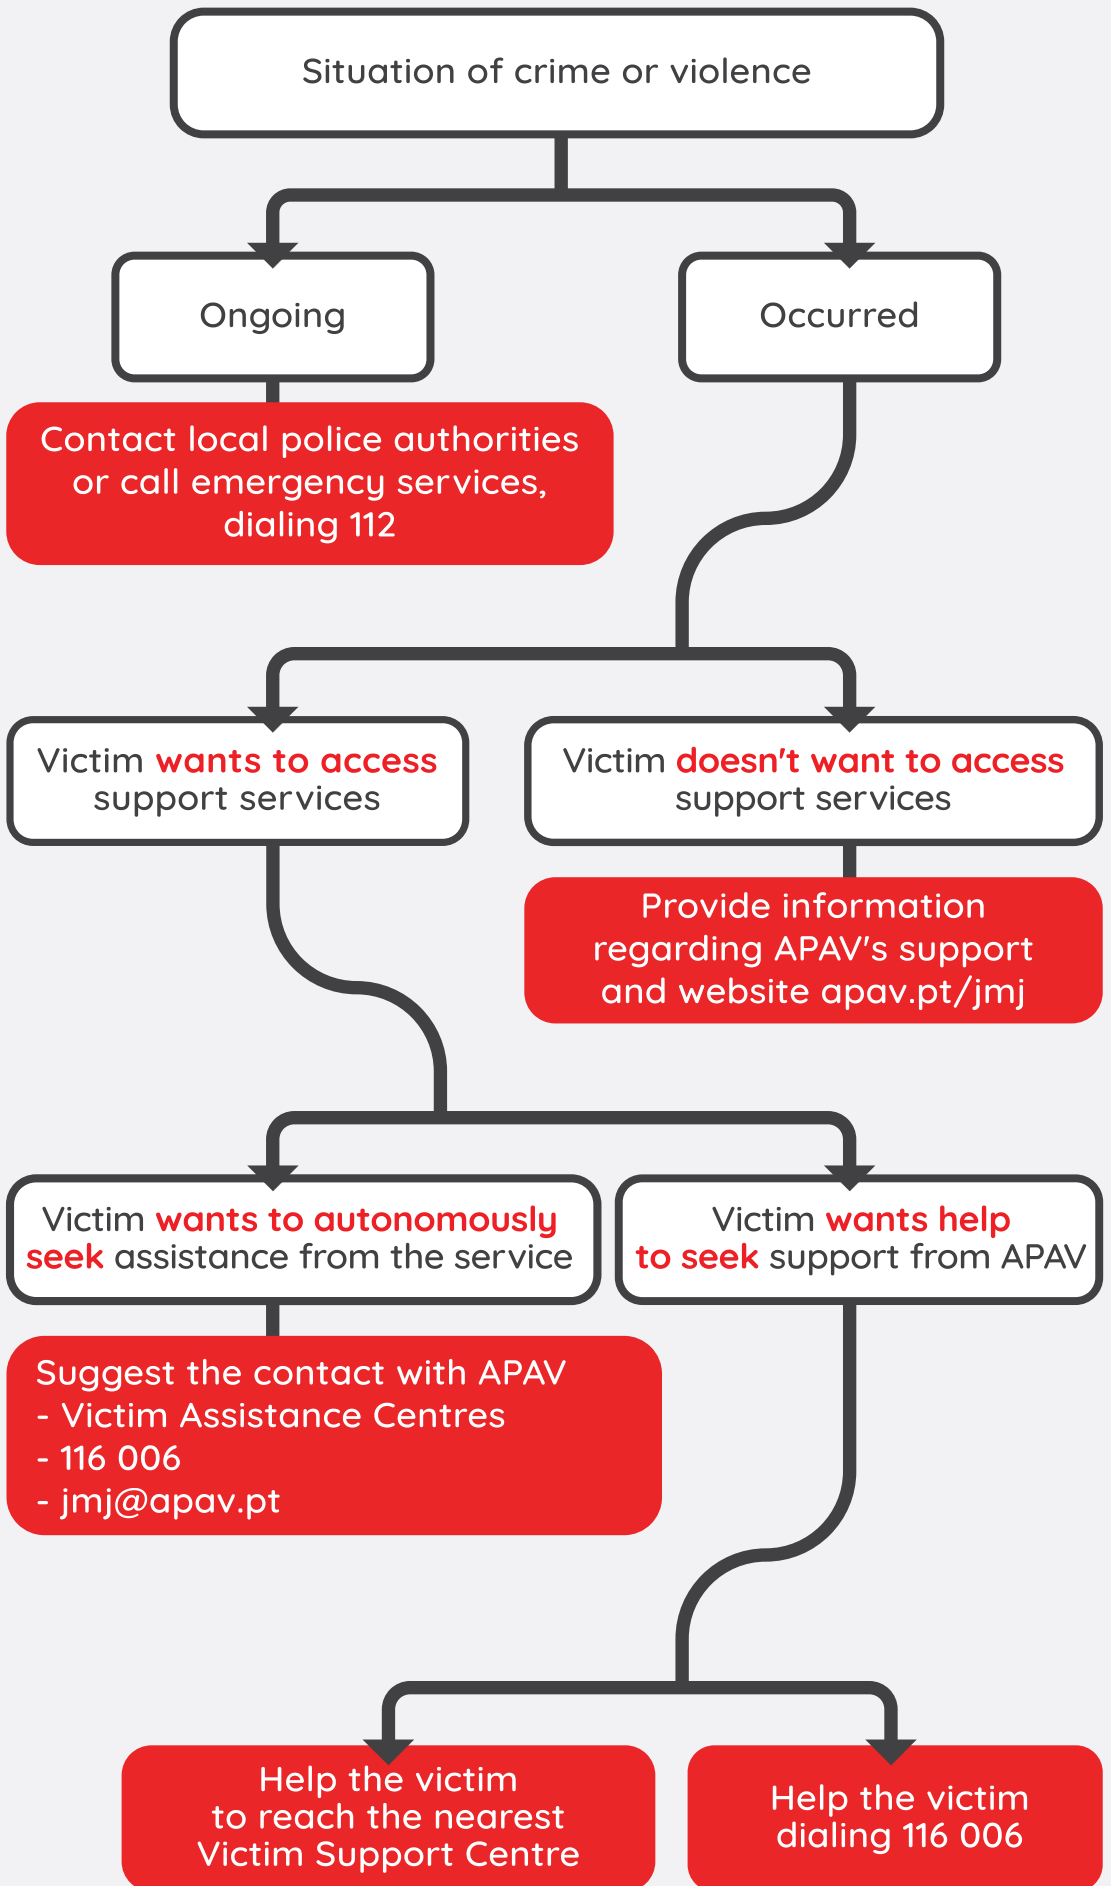 Situation of crime or violence
Ongoing
Occurred
Contact local police authorities
or call emergency services,
dialing 112
Victim wants to access
support services
Victim doesn't want to access
support services
Provide information
regarding APAV's support
and website apav.pt/jmj
Victim wants to autonomously
seek assistance from the service
Victim wants help
to seek support from APAV
Suggest the contact with APAV
- Victim Assistance Centres
- 116 006
- jmj@apav.pt
Help the victim
to reach the nearest
Victim Support Centre
Help the victim
dialing 116 006